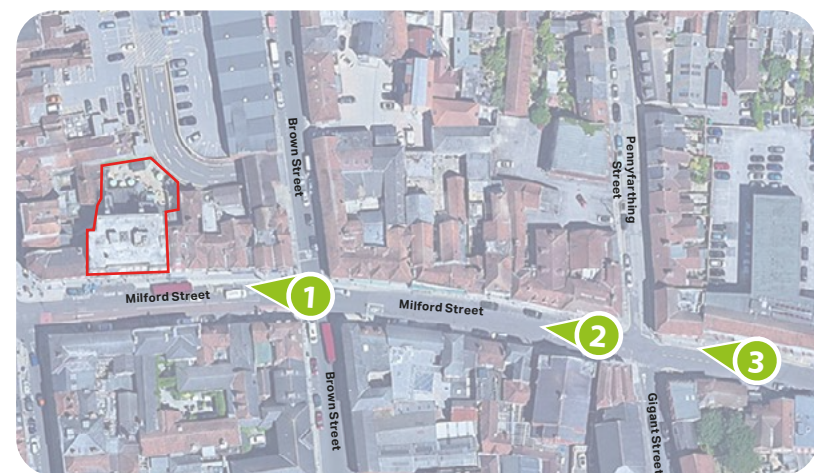 Brown Street
Pennyfarthing
Street
Milford Street
1
Milford Street
2
3
Brown Street
Gigant Street